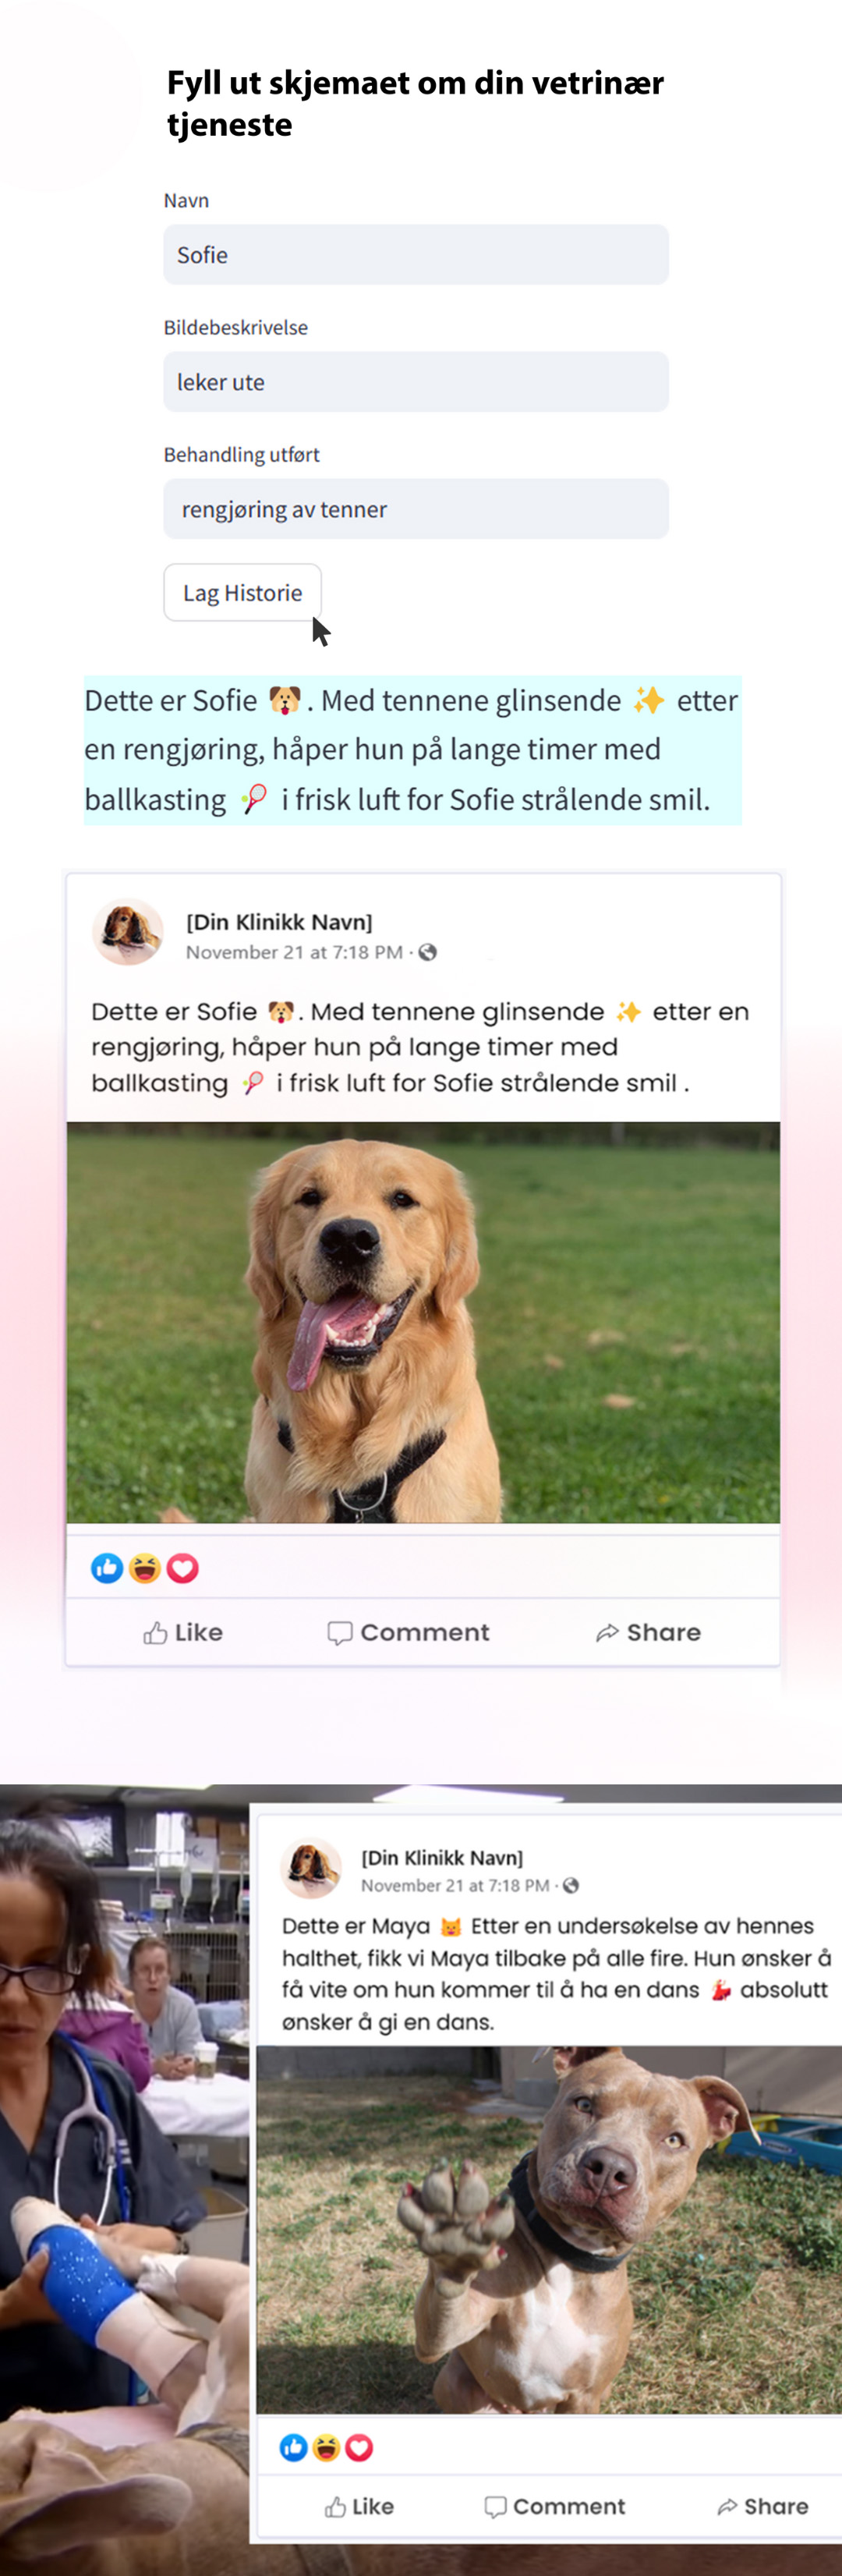 Fyll ut skjemaet om din vetrinær
tjeneste
Navn
Sofie
Bildebeskrivelse
leker ute
Behandling utført
rengjøring av tenner
Lag Historie
Dette er Sofie 🐶. Med tennene glinsende ✨ etter
en rengjøring, håper hun på lange timer med
ballkasting 🎾 i frisk luft for Sofie strålende smil.
[Din Klinikk Navn]
November 21 at 7:18 PM ·
Dette er Sofie 🐶. Med tennene glinsende ✨ etter en
rengjøring, håper hun på lange timer med
ballkasting 🎾 i frisk luft for Sofie strålende smil .
Like Comment Share
[Din Klinikk Navn]
November 21 at 7:18 PM ·
Dette er Maya 🐱 Etter en undersøkelse av hennes
halthet, fikk vi Maya tilbake på alle fire. Hun ønsker å
få vite om hun kommer til å ha en dans 💃 absolutt
ønsker å gi en dans.
Like Comment Share